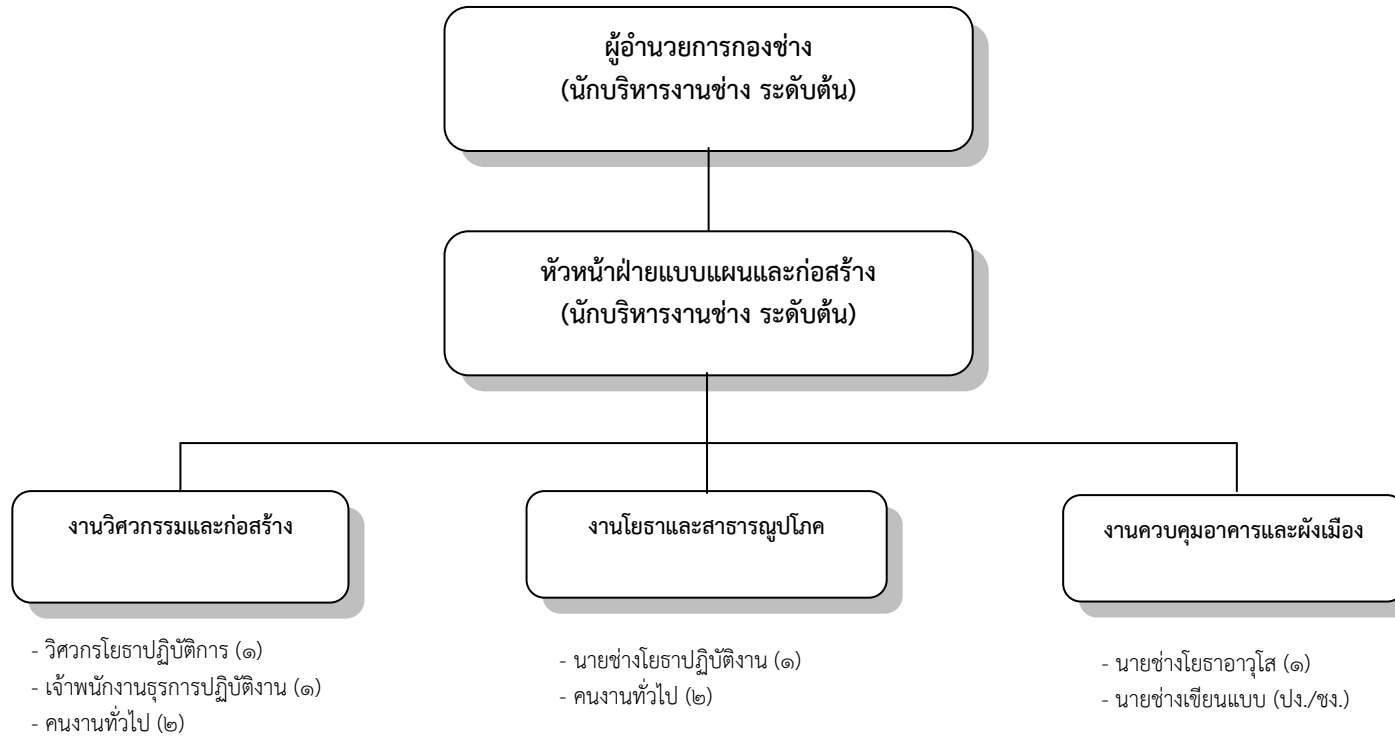 ผู้อำนวยการกองช่าง
(นักบริหารงานช่าง ระดับต้น)
หัวหน้าฝ่ายแบบแผนและก่อสร้าง
(นักบริหารงานช่าง ระดับต้น)
งานวิศวกรรมและก่อสร้าง
- วิศวกรโยธาปฏิบัติการ (๑)
- เจ้าพนักงานธุรการปฏิบัติงาน (๑)
- คนงานทั่วไป (๒)
งานโยธาและสาธารณูปโภค
- นายช่างโยธาปฏิบัติงาน (๑)
- คนงานทั่วไป (๒)
งานควบคุมอาคารและผังเมือง
- นายช่างโยธาอาวุโส (๑)
- นายช่างเขียนแบบ (ปง./ชง.)